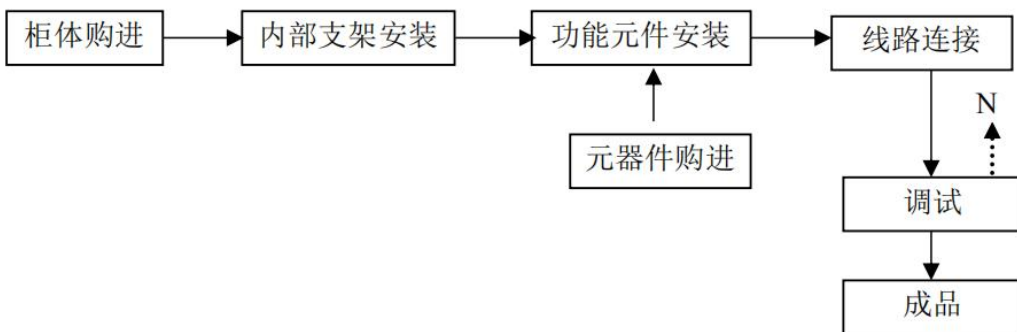 柜体购进
内部支架安装
功能元件安装
线路连接
N
元器件购进
调试
成品